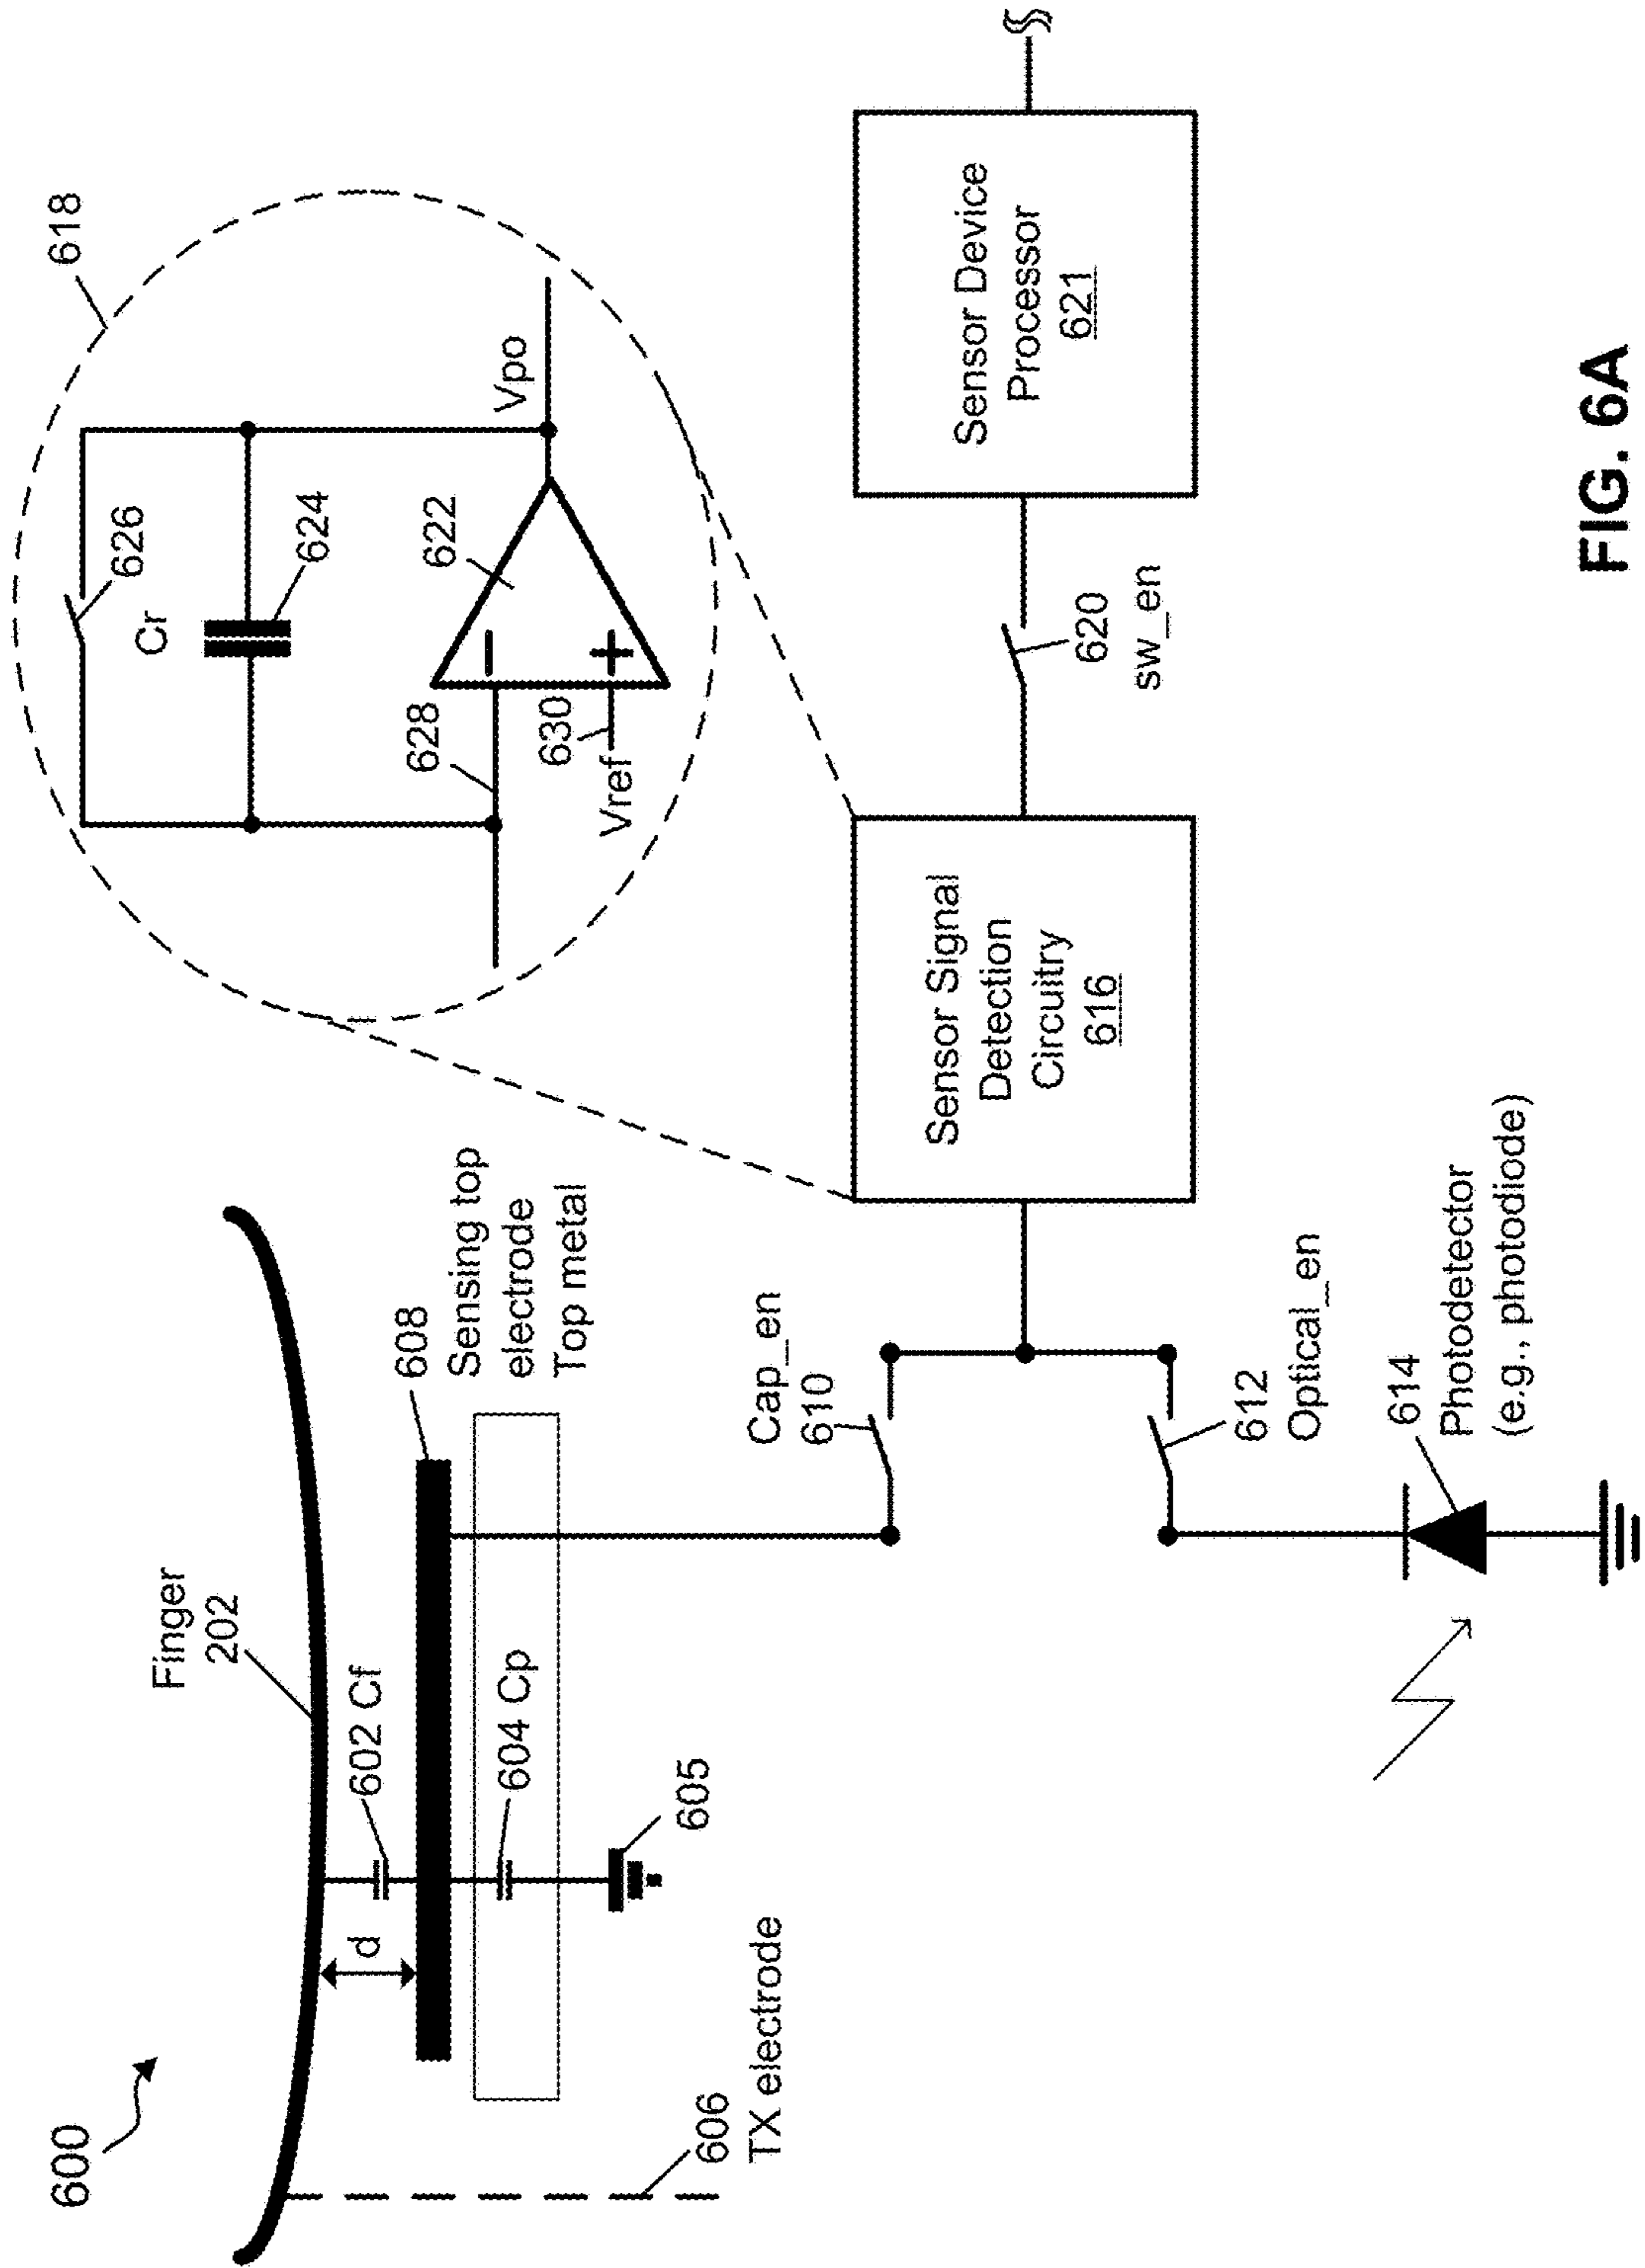 600
Finger
202
602 Cf
d
604 Cp
605
606
TX electrode
608
Sensing top
electrode
Top metal
Cap_en
610
612
Optical_en
614
Photodetector
(e.g., photodiode)
Sensor Signal
Detection
Circuitry
616
618
626
Cr
624
622
628
630
Vref
−
+
Vpo
620
sw_en
Sensor Device
Processor
621
FIG. 6A